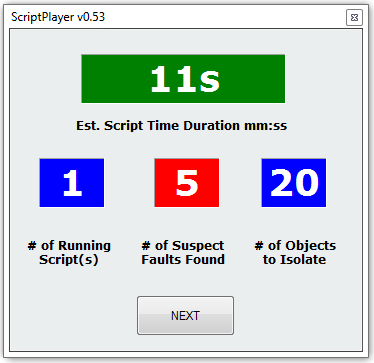 ScriptPlayer v0.53
11s
Est. Script Time Duration mm:ss
1
5
20
# of Running
Script(s)
# of Suspect
Faults Found
# of Objects
to Isolate
NEXT